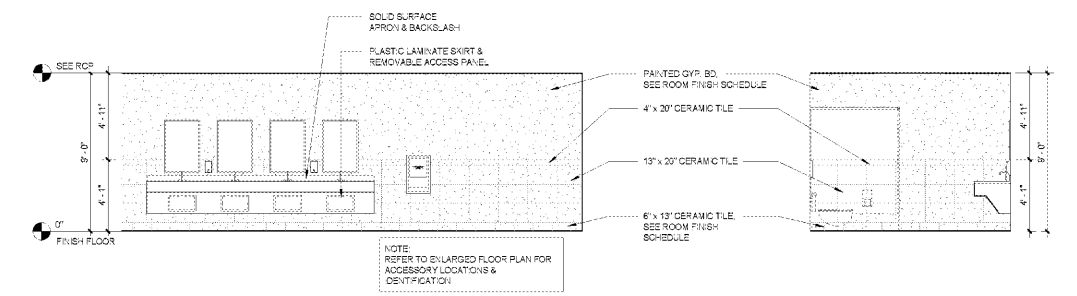 SOLID SURFACE
APRON & BACKSLASH
PLASTIC LAMINATE SKIRT &
REMOVABLE ACCESS PANEL
SEE RCP
PAINTED GYP. BD,
SEE ROOM FINISH SCHEDULE
4" x 20" CERAMIC TILE
13" x 20" CERAMIC TILE
6" x 13" CERAMIC TILE,
SEE ROOM FINISH
SCHEDULE
4' - 11"
9' - 0"
4' - 1"
4' - 11"
9' - 0"
4' - 1"
0"
FINISH FLOOR
NOTE:
REFER TO ENLARGED FLOOR PLAN FOR
ACCESSORY LOCATIONS &
IDENTIFICATION